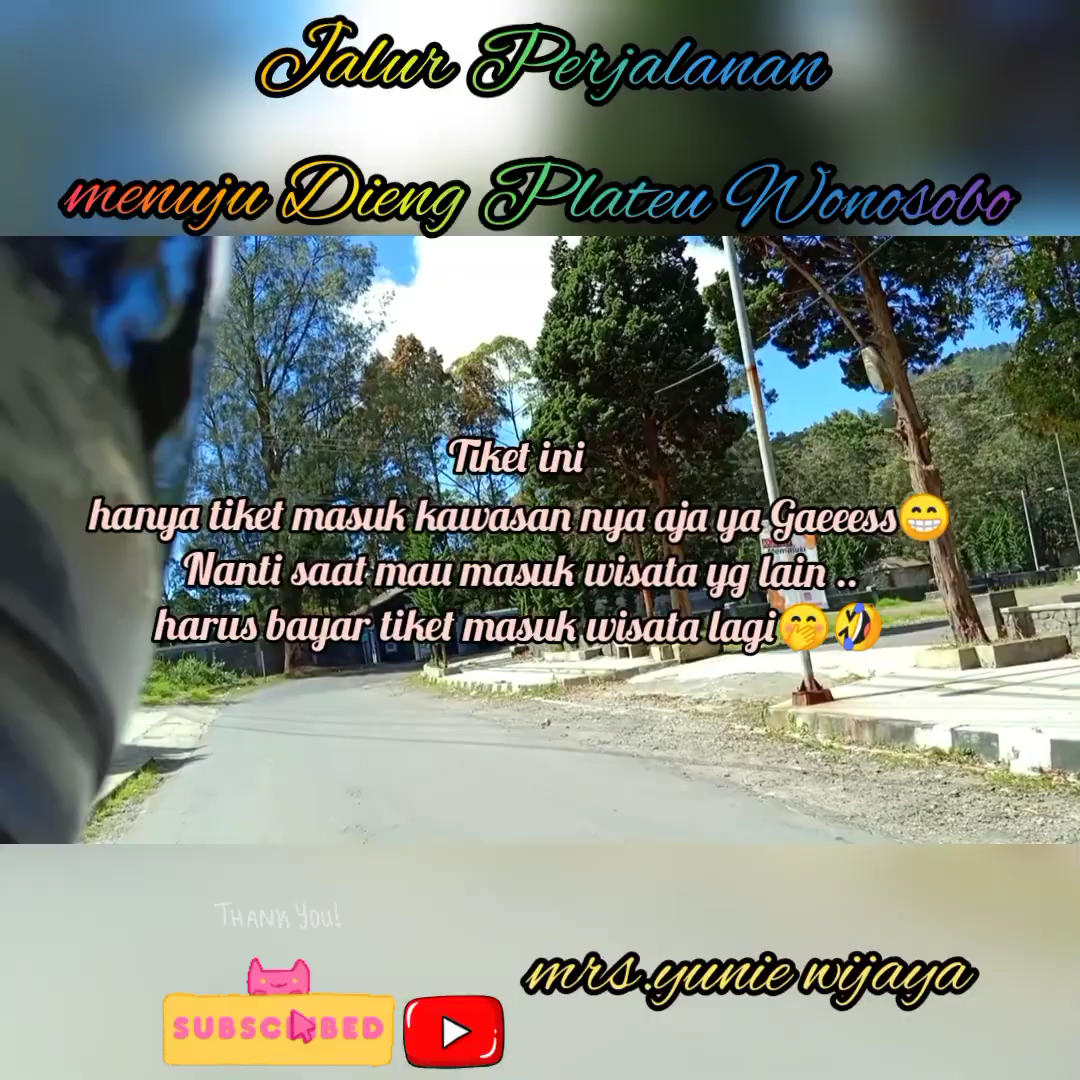 Jalur Perjalanan
menuju Dieng Plateu Wonosobo
Tiket ini
hanya tiket masuk kawasan nya aja ya Gaeeess😁
Nanti saat mau masuk wisata yg lain ..
harus bayar tiket masuk wisata lagi🤭🤣
Memasuki
THANK YOU!
SUBSCRIBED
mrs.yunie wijaya